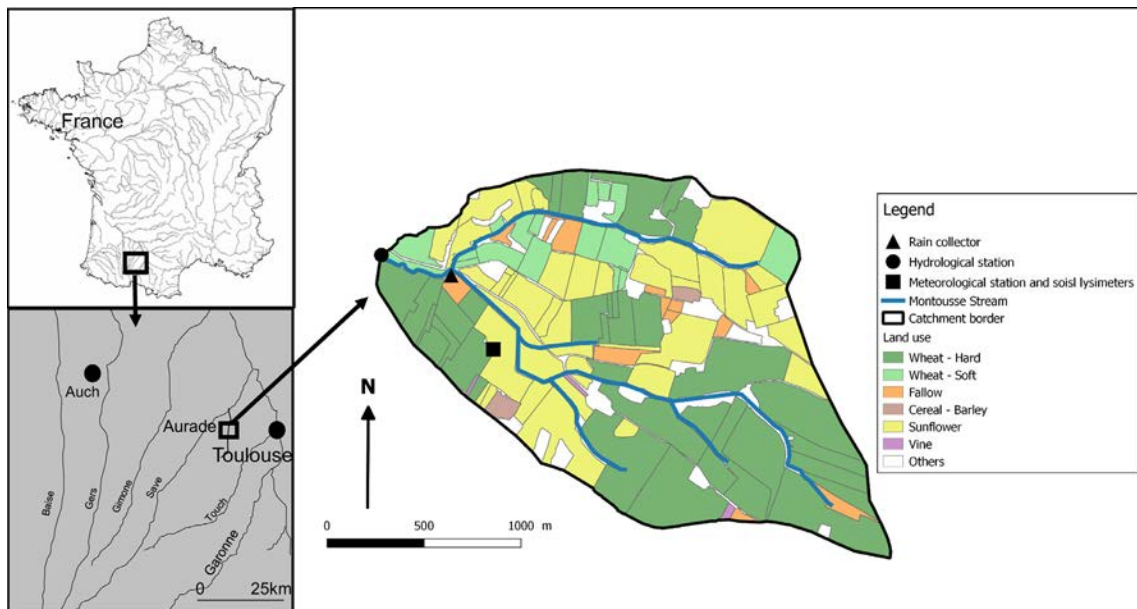 France
Auch
Aurade
Toulouse
Baise
Gers
Gimone
Save
Touch
Garonne
0 25km
N
0 500 1000 m
Legend
Rain collector
Hydrological station
Meteorological station and soisl lysimeters
Montousse Stream
Catchment border
Land use
Wheat - Hard
Wheat - Soft
Fallow
Cereal - Barley
Sunflower
Vine
Others